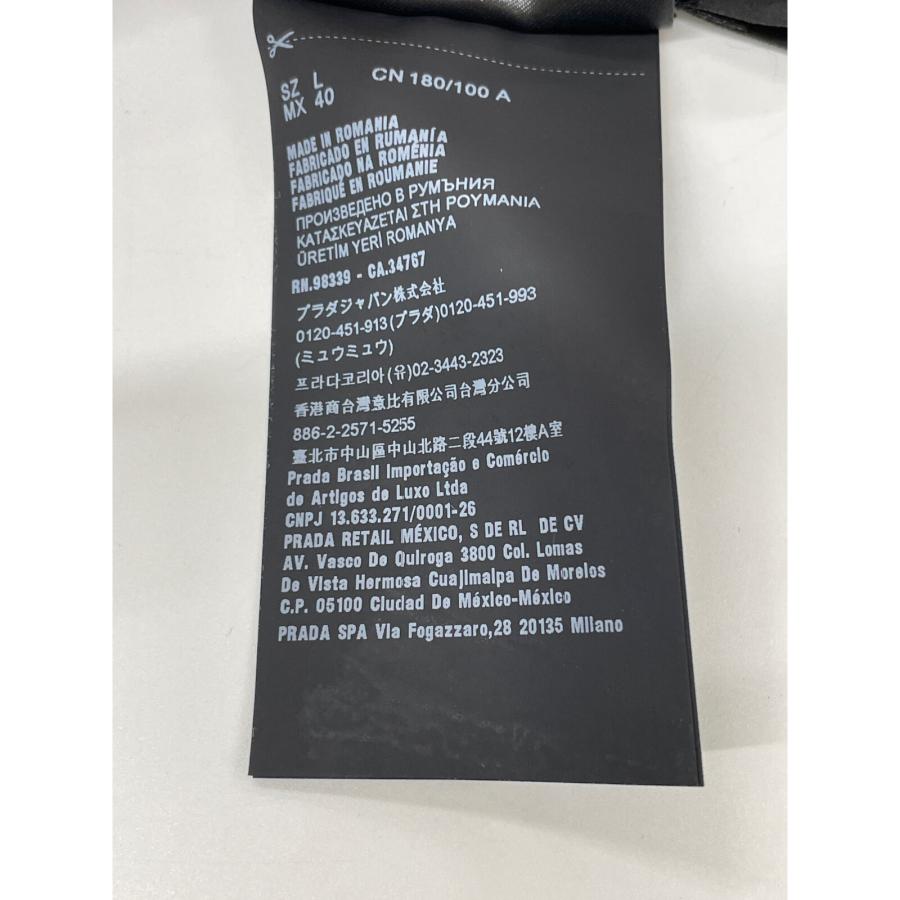 SZ L CN 180/100 A
MX 40
MADE IN ROMANIA
FABRICADO EN RUMANÍA
FABRICADO NA ROMÉNIA
FABRIQUÉ EN ROUMANIE
ПРОИЗВЕДЕНО В РУМЪНИЯ
ΚΑΤΑΣΚΕΥΑΖΕΤΑΙ ΣΤΗ ΡΟΥΜΑΝΙΑ
ÜRETİM YERİ ROMANYA
RN.98339 - CA.34767
プラダジャパン株式会社
0120-451-913(プラダ)0120-451-993
(ミュウミュウ)
프라다코리아(유)02-3443-2323
香港商台灣意比有限公司台灣分公司
886-2-2571-5255
臺北市中山區中山北路二段44號12樓A室
Prada Brasil Importação e Comércio
de Artigos de Luxo Ltda
CNPJ 13.633.271/0001-26
PRADA RETAIL MÉXICO, S DE RL DE CV
AV. Vasco De Quiroga 3800 Col. Lomas
De Vista Hermosa Cuajimalpa De Morelos
C.P. 05100 Ciudad De México-México
PRADA SPA Via Fogazzaro,28 20135 Milano